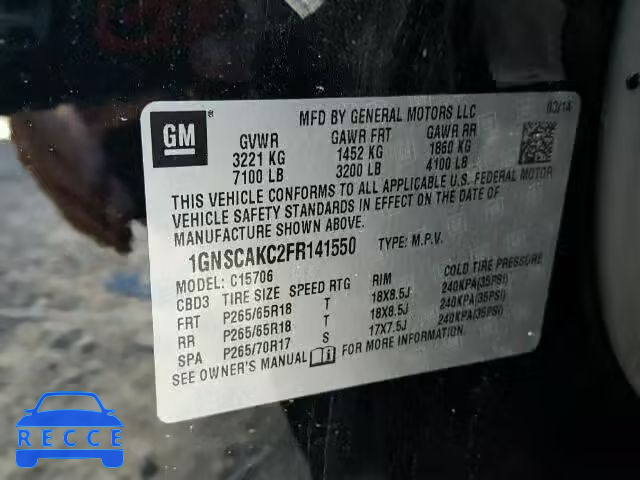 MFD BY GENERAL MOTORS LLC 03/14
GM
GVWR GAWR FRT GAWR RR
3221 KG 1452 KG 1860 KG
7100 LB 3200 LB 4100 LB
THIS VEHICLE CONFORMS TO ALL APPLICABLE U.S. FEDERAL MOTOR
VEHICLE SAFETY STANDARDS IN EFFECT ON THE DATE OF
MANUFACTURE SHOWN ABOVE.
1GNSCAKC2FR141550 TYPE: M.P.V.
MODEL: C15706
CBD3 TIRE SIZE SPEED RTG RIM COLD TIRE PRESSURE
FRT P265/65R18 T 18X8.5J 240KPA(35PSI)
RR P265/65R18 T 18X8.5J 240KPA(35PSI)
SPA P265/70R17 S 17X7.5J 240KPA(35PSI)
SEE OWNER'S MANUAL FOR MORE INFORMATION.
RECCE